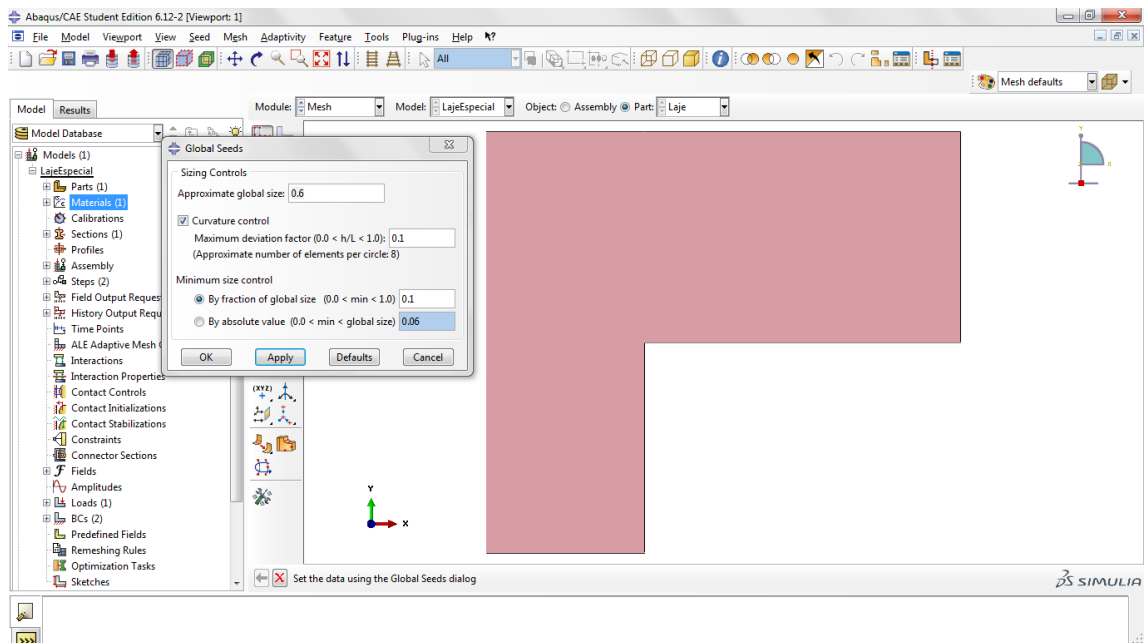 Abaqus/CAE Student Edition 6.12-2 [Viewport: 1]
File Model Viewport View Seed Mesh Adaptivity Feature Tools Plug-ins Help
All
Mesh defaults
Model Results
Module: Mesh Model: LajeEspecial Object: Assembly Part: Laje
Model Database
Models (1)
LajeEspecial
Parts (1)
Materials (1)
Calibrations
Sections (1)
Profiles
Assembly
Steps (2)
Field Output Reques
History Output Requ
Time Points
ALE Adaptive Mesh
Interactions
Interaction Properties
Contact Controls
Contact Initializations
Contact Stabilizations
Constraints
Connector Sections
Fields
Amplitudes
Loads (1)
BCs (2)
Predefined Fields
Remeshing Rules
Optimization Tasks
Sketches
Global Seeds
Sizing Controls
Approximate global size: 0.6
Curvature control
Maximum deviation factor (0.0 < h/L < 1.0): 0.1
(Approximate number of elements per circle: 8)
Minimum size control
By fraction of global size (0.0 < min < 1.0) 0.1
By absolute value (0.0 < min < global size) 0.06
OK Apply Defaults Cancel
(XYZ)
Y
X
Y
X
Set the data using the Global Seeds dialog
SIMULIA
>>>